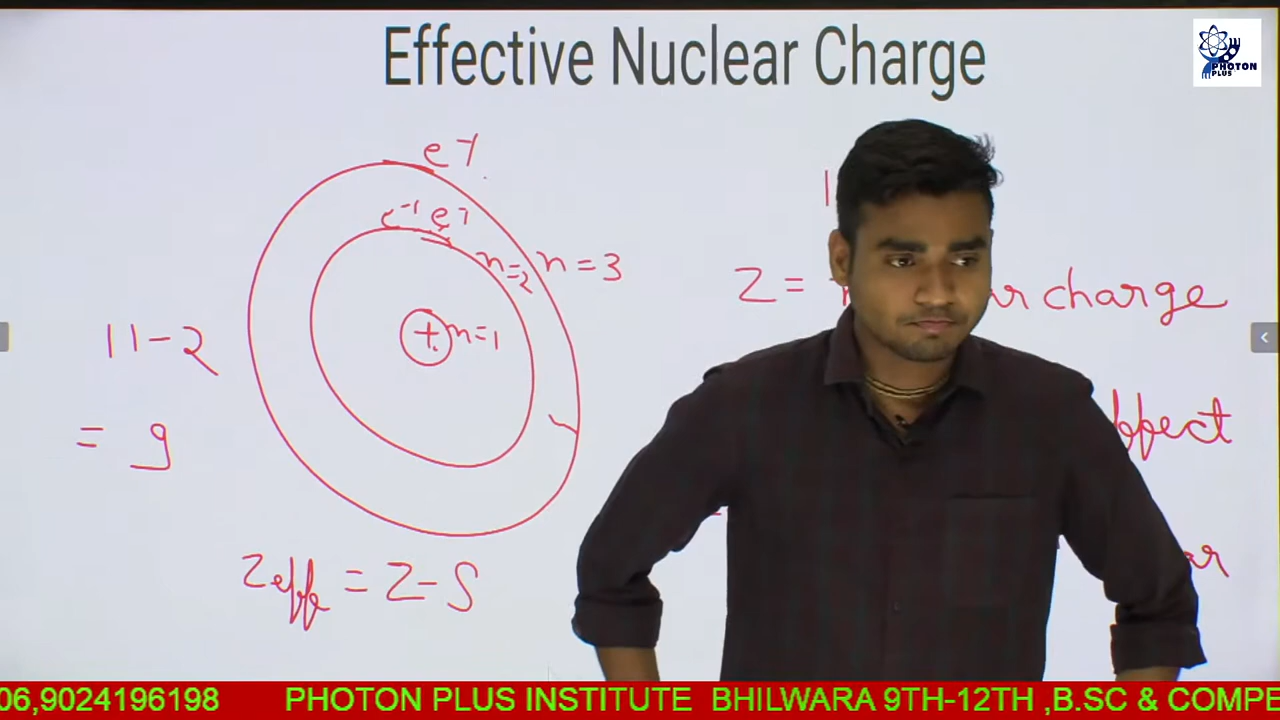 Effective Nuclear Charge
PHOTON
PLUS
e-1
e-1 e-1
n=2
n=3
n=1
11-2
= 9
Zeff = Z-S
Z =
charge
06,9024196198 PHOTON PLUS INSTITUTE BHILWARA 9TH-12TH ,B.SC & COMPE